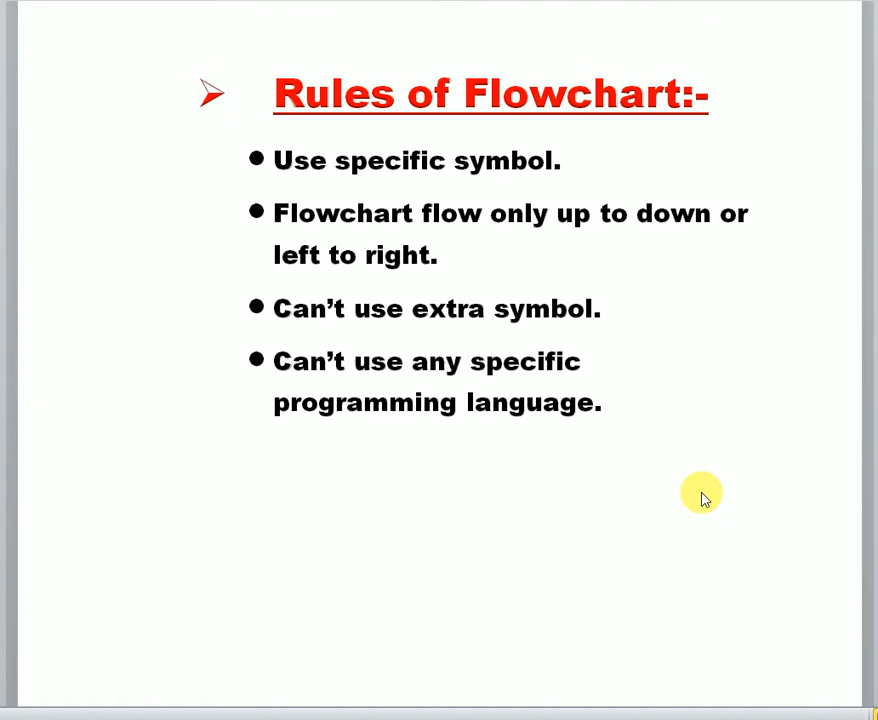 Rules of Flowchart:-
Use specific symbol.
Flowchart flow only up to down or
left to right.
Can’t use extra symbol.
Can’t use any specific
programming language.